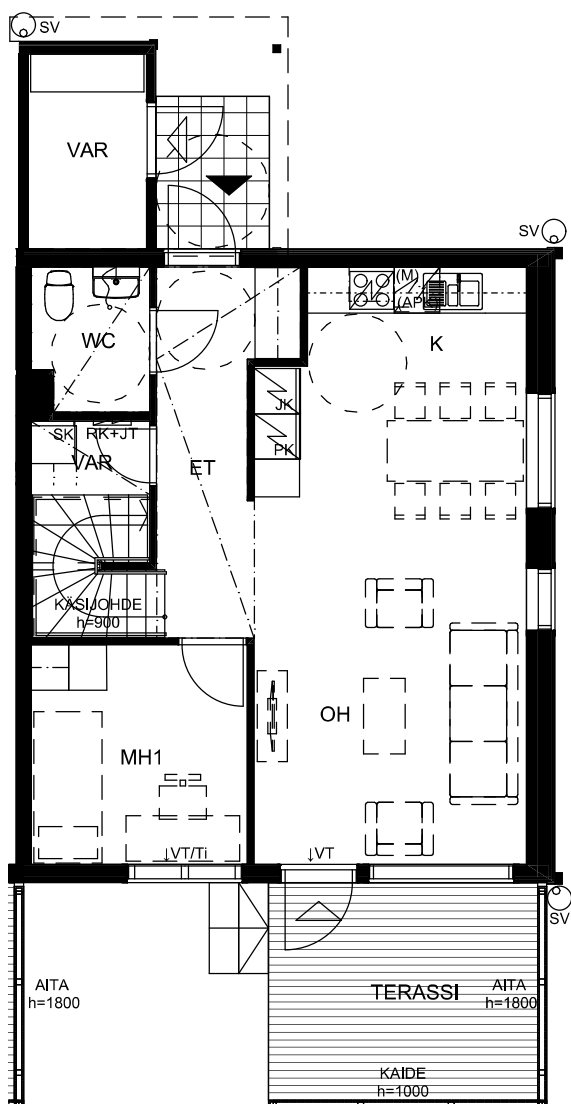 SV
VAR
SV
(M)
(APK)
WC
K
JK
SK RK+JT
VAR
ET
PK
KÄSIJOHDE
h=900
OH
MH1
↓VT/Ti
↓VT
SV
AITA
h=1800
TERASSI
AITA
h=1800
KAIDE
h=1000